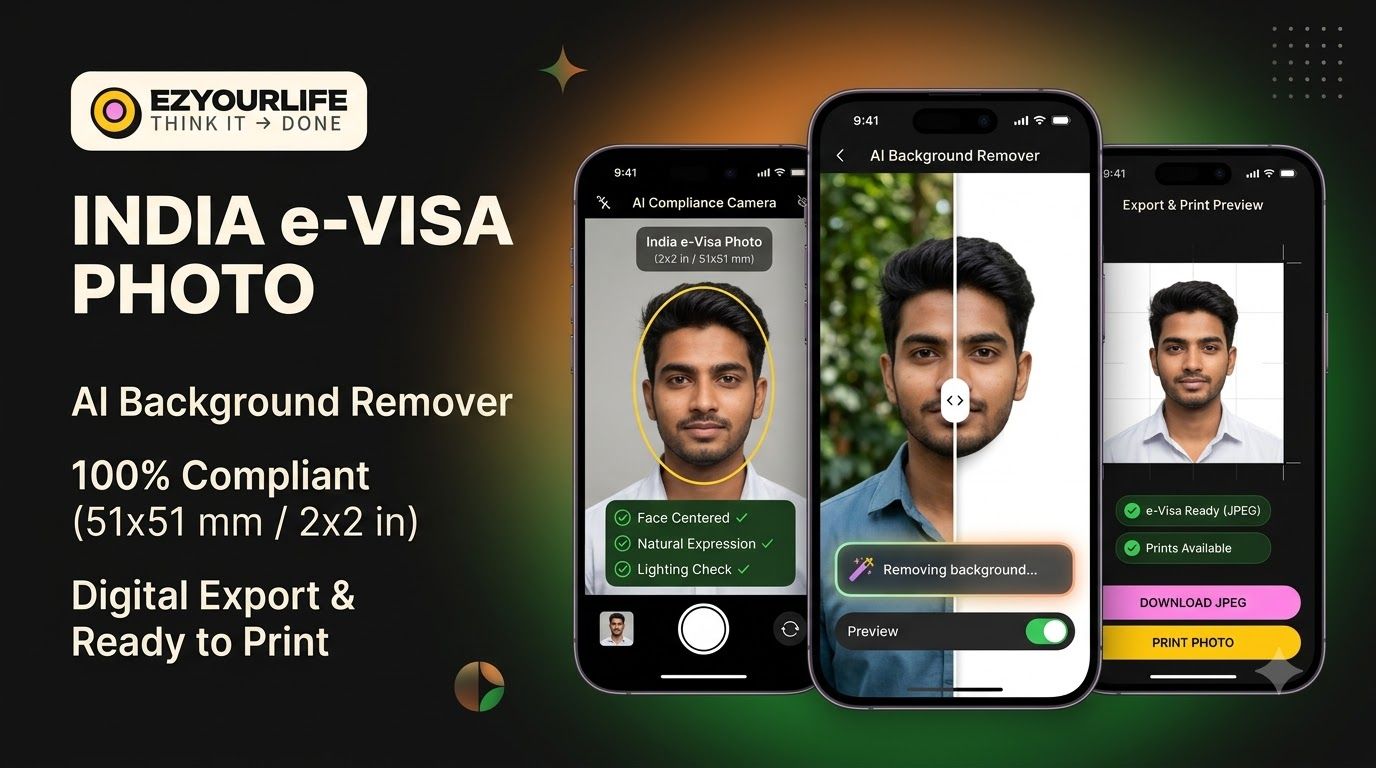 EZYOURLIFE
THINK IT → DONE
INDIA e-VISA
PHOTO
AI Background Remover
100% Compliant
(51x51 mm / 2x2 in)
Digital Export &
Ready to Print
9:41
AI Compliance Camera
India e-Visa Photo
(2x2 in / 51x51 mm)
Face Centered ✓
Natural Expression ✓
Lighting Check ✓
9:41
AI Background Remover
Removing background...
Preview
9:41
Export & Print Preview
e-Visa Ready (JPEG)
Prints Available
DOWNLOAD JPEG
PRINT PHOTO